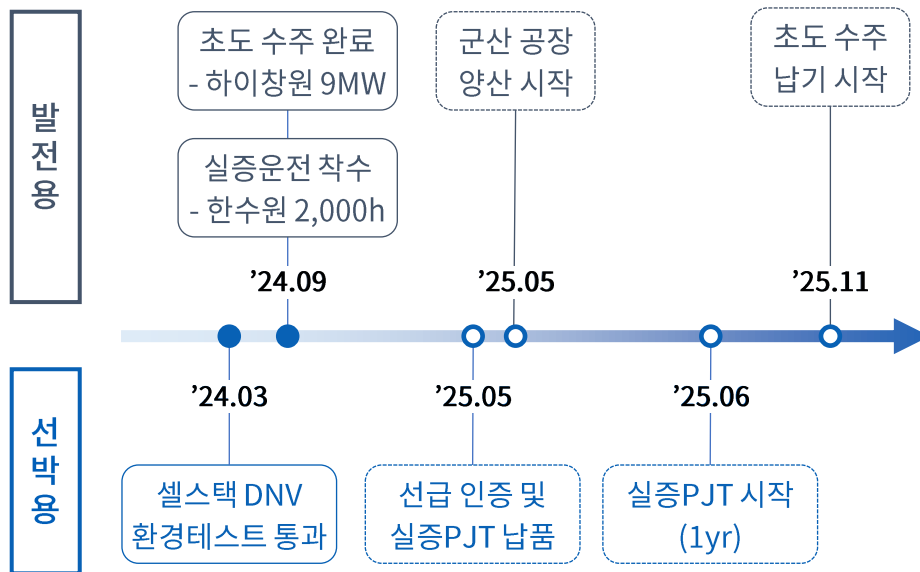 발전용
초도 수주 완료
- 하이창원 9MW
실증운전 착수
- 한수원 2,000h
’24.09
군산 공장
양산 시작
’25.05
초도 수주
납기 시작
’25.11
선박용
’24.03
셀스택 DNV
환경테스트 통과
’25.05
선급 인증 및
실증PJT 납품
’25.06
실증PJT 시작
(1yr)